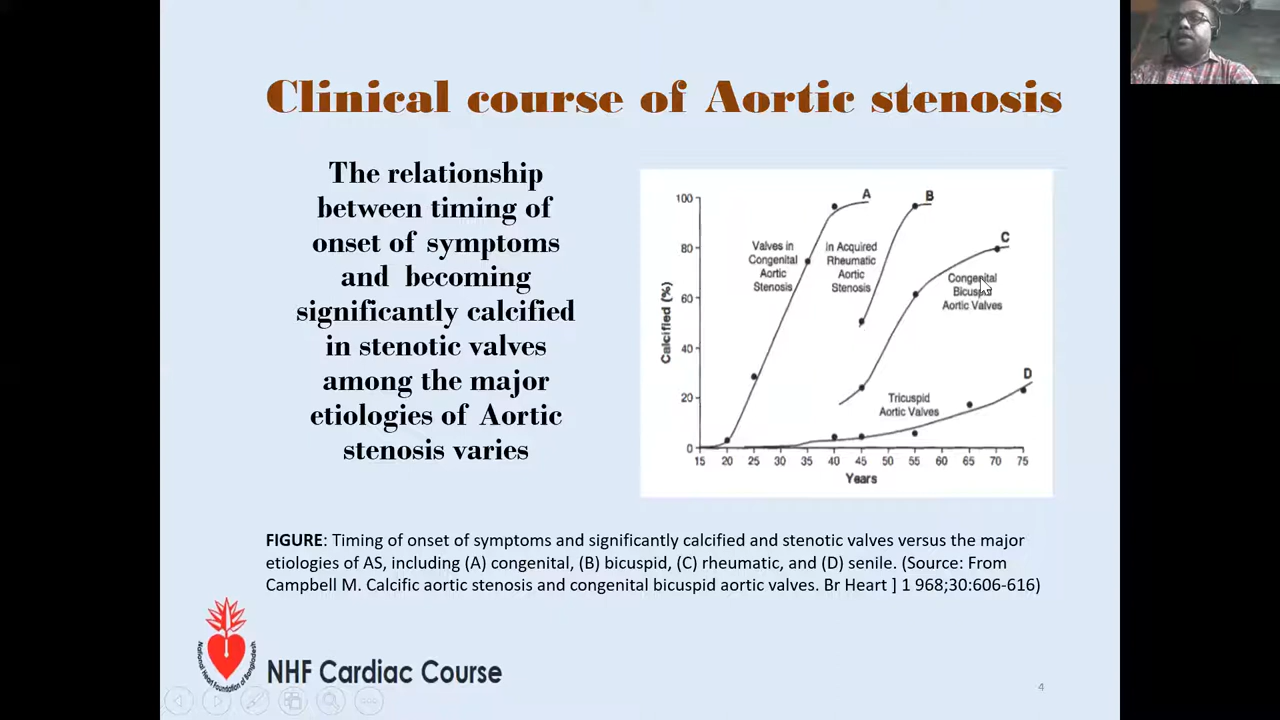 Clinical course of Aortic stenosis
The relationship
between timing of
onset of symptoms
and becoming
significantly calcified
in stenotic valves
among the major
etiologies of Aortic
stenosis varies
100
80
60
40
20
0
Calcified (%)
A
B
C
D
Valves in
Congenital
Aortic
Stenosis
In Acquired
Rheumatic
Aortic
Stenosis
Congenital
Bicuspid
Aortic Valves
Tricuspid
Aortic Valves
15 20 25 30 35 40 45 50 55 60 65 70 75
Years
FIGURE: Timing of onset of symptoms and significantly calcified and stenotic valves versus the major
etiologies of AS, including (A) congenital, (B) bicuspid, (C) rheumatic, and (D) senile. (Source: From
Campbell M. Calcific aortic stenosis and congenital bicuspid aortic valves. Br Heart ] 1 968;30:606-616)
National Heart Foundation of Bangladesh
NHF Cardiac Course
4